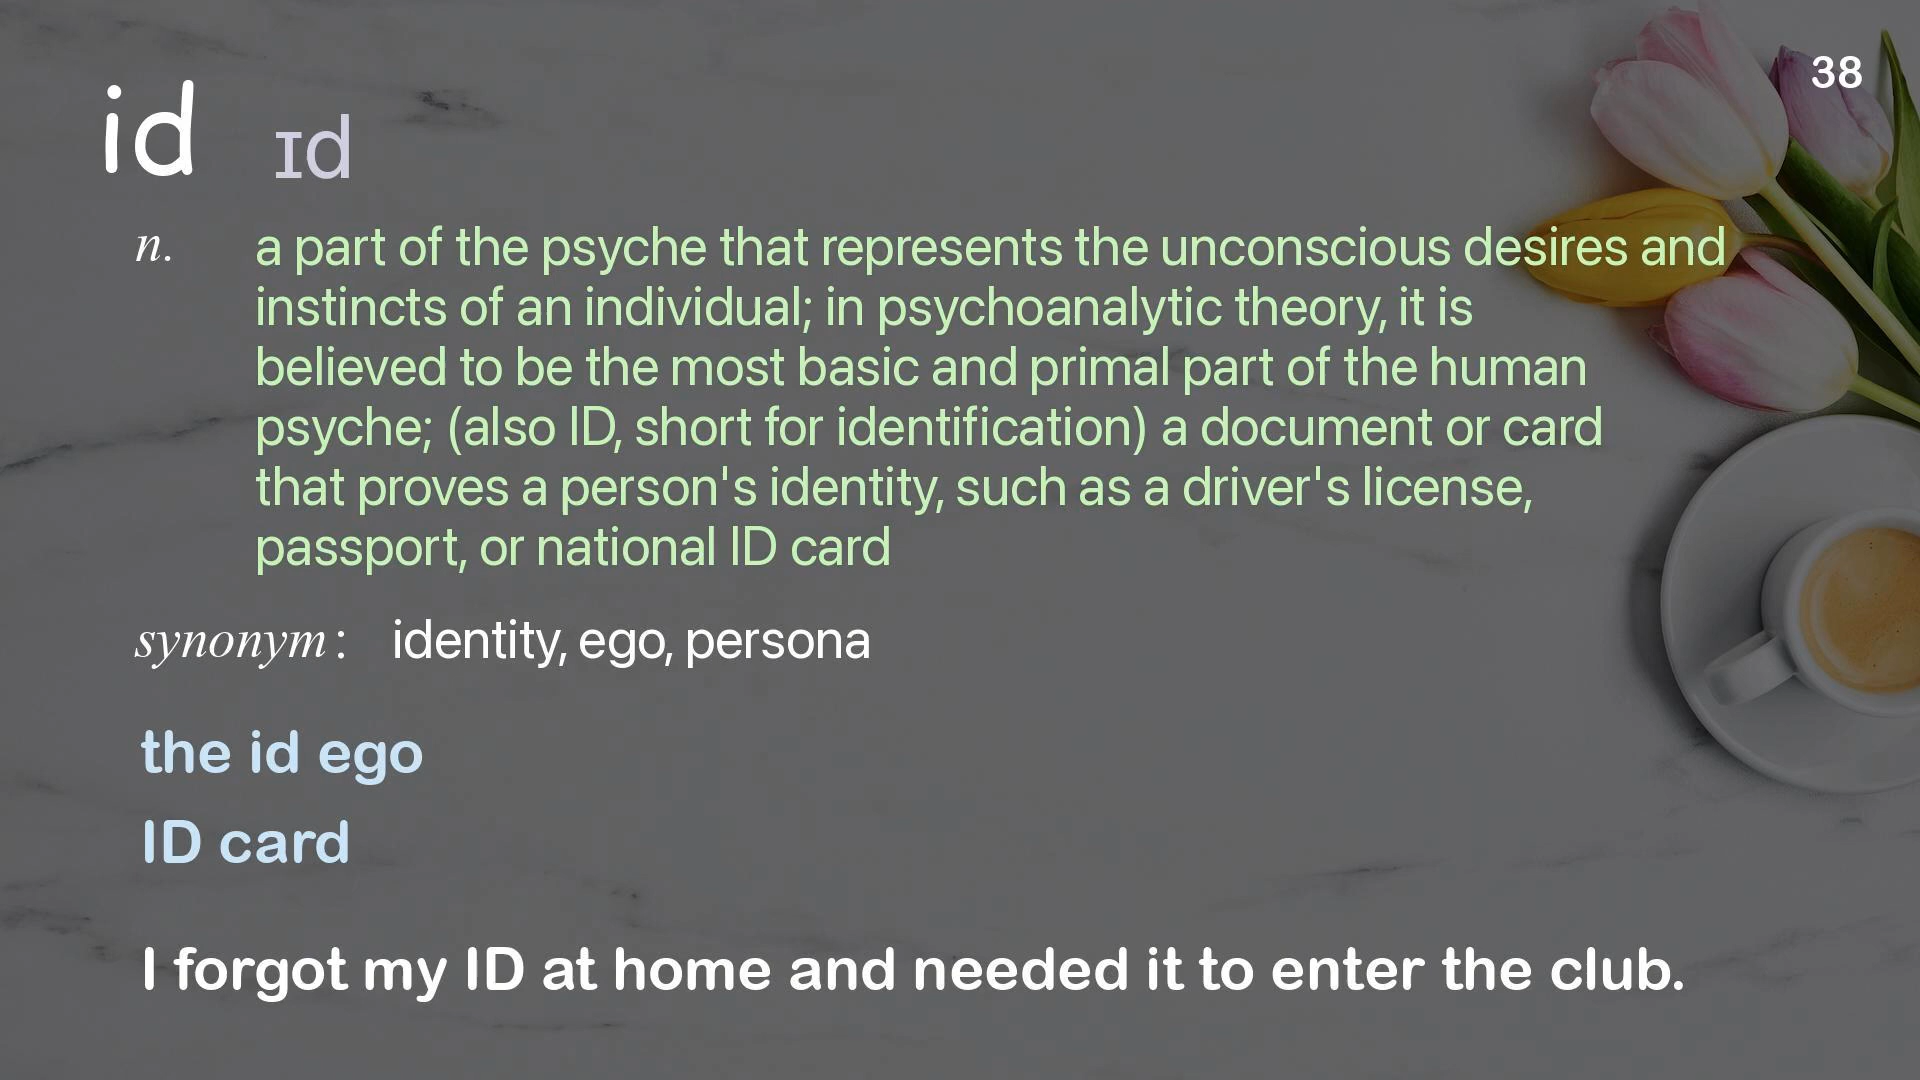 38
id ɪd
n. a part of the psyche that represents the unconscious desires and
instincts of an individual; in psychoanalytic theory, it is
believed to be the most basic and primal part of the human
psyche; (also ID, short for identification) a document or card
that proves a person's identity, such as a driver's license,
passport, or national ID card
synonym: identity, ego, persona
the id ego
ID card
I forgot my ID at home and needed it to enter the club.